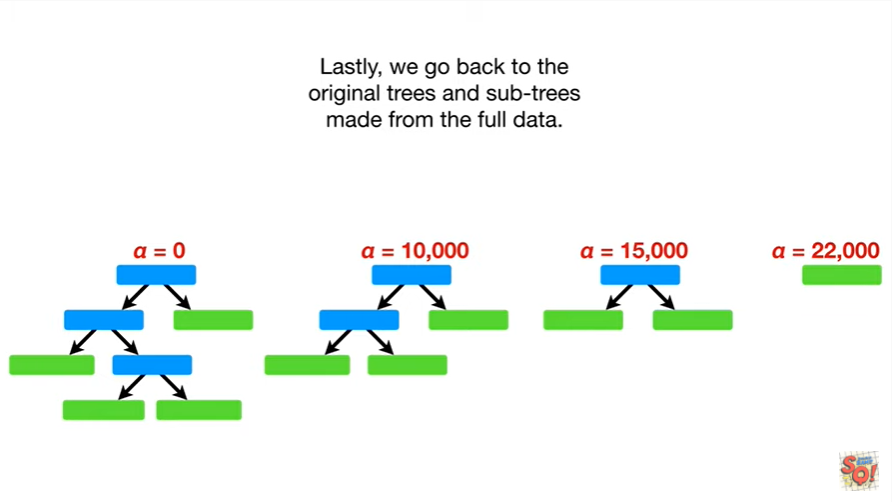 Lastly, we go back to the
original trees and sub-trees
made from the full data.
α = 0
α = 10,000
α = 15,000
α = 22,000
SQ!